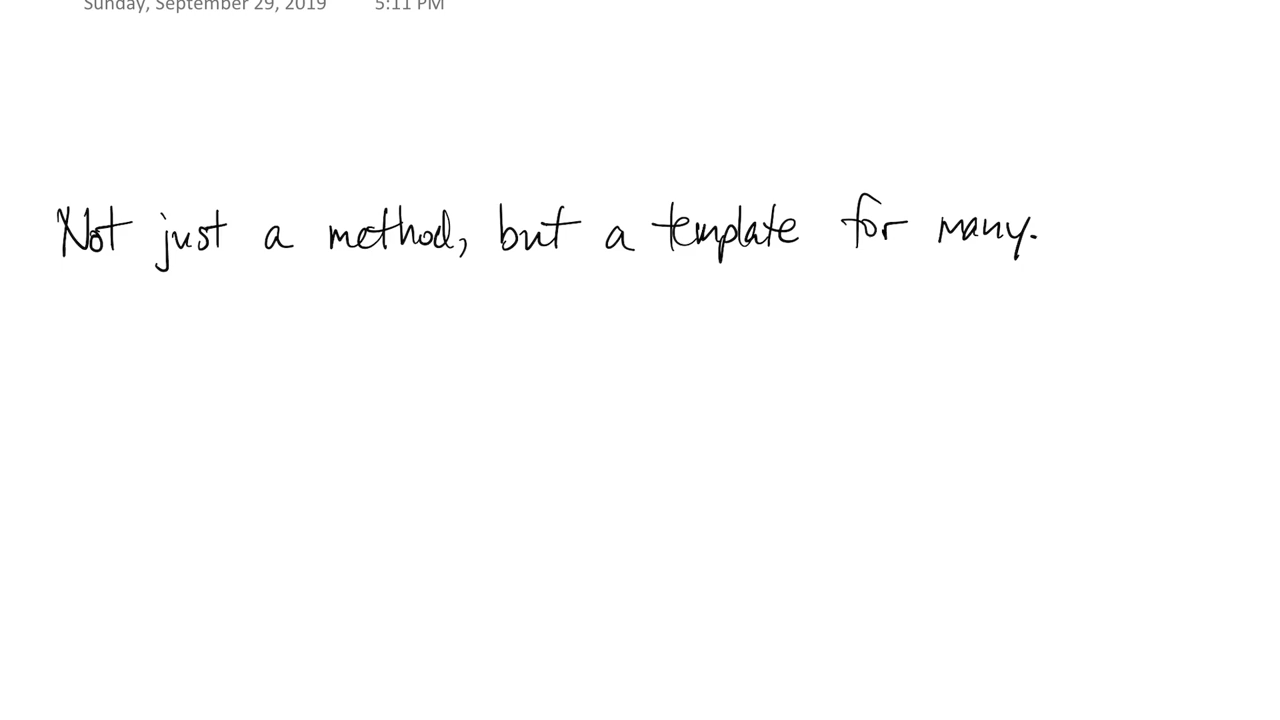 Sunday, September 29, 2019 5:11 PM
Not just a method, but a template for many.